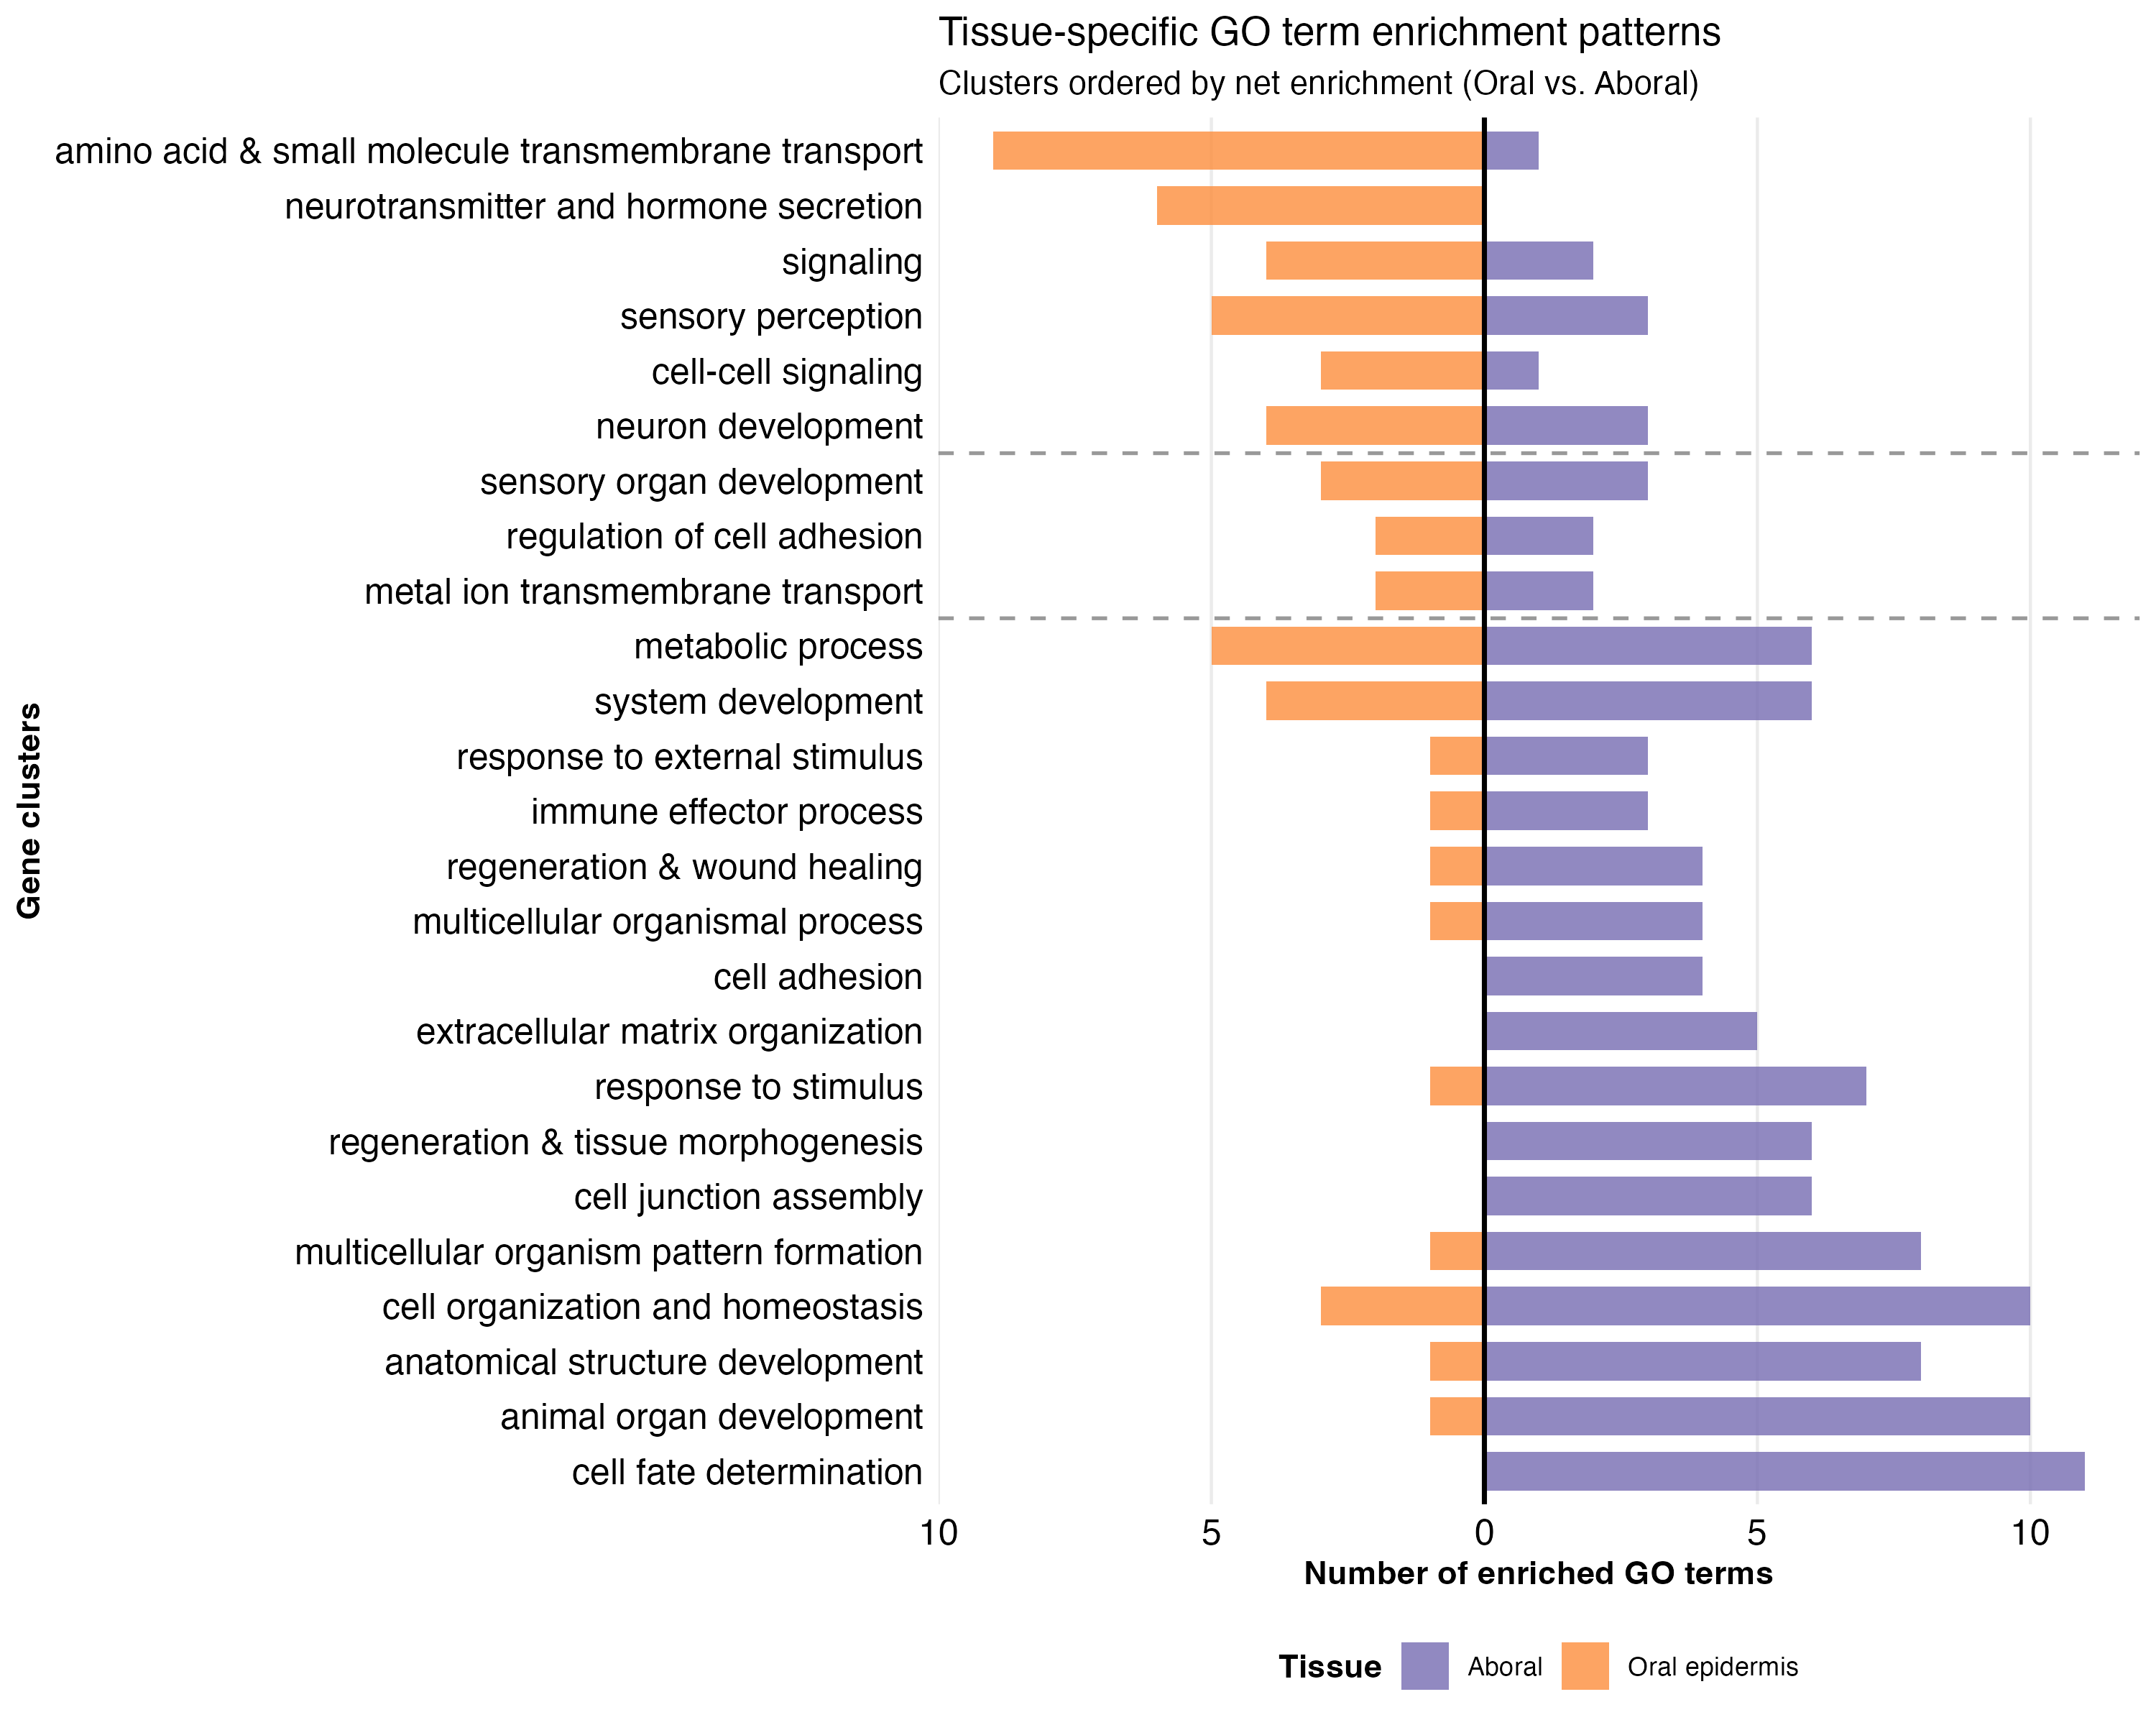 Tissue-specific GO term enrichment patterns
Clusters ordered by net enrichment (Oral vs. Aboral)
amino acid & small molecule transmembrane transport
neurotransmitter and hormone secretion
signaling
sensory perception
cell-cell signaling
neuron development
sensory organ development
regulation of cell adhesion
metal ion transmembrane transport
metabolic process
system development
response to external stimulus
immune effector process
regeneration & wound healing
multicellular organismal process
cell adhesion
extracellular matrix organization
response to stimulus
regeneration & tissue morphogenesis
cell junction assembly
multicellular organism pattern formation
cell organization and homeostasis
anatomical structure development
animal organ development
cell fate determination
Gene clusters
10 5 0 5 10
Number of enriched GO terms
Tissue Aboral Oral epidermis